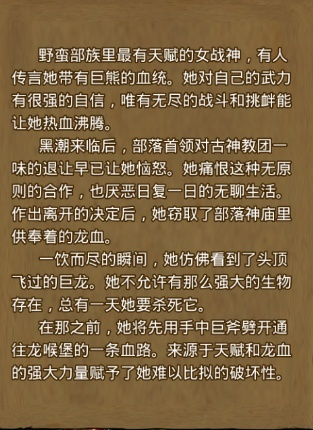 野蛮部族里最有天赋的女战神，有人
传言她带有巨熊的血统。她对自己的武力
有很强的自信，唯有无尽的战斗和挑衅能
让她热血沸腾。
黑潮来临后，部落首领对古神教团一
味的退让早已让她恼怒。她痛恨这种无原
则的合作，也厌恶日复一日的无聊生活。
作出离开的决定后，她窃取了部落神庙里
供奉着的龙血。
一饮而尽的瞬间，她仿佛看到了头顶
飞过的巨龙。她不允许有那么强大的生物
存在，总有一天她要杀死它。
在那之前，她将先用手中巨斧劈开通
往龙喉堡的一条血路。来源于天赋和龙血
的强大力量赋予了她难以比拟的破坏性。